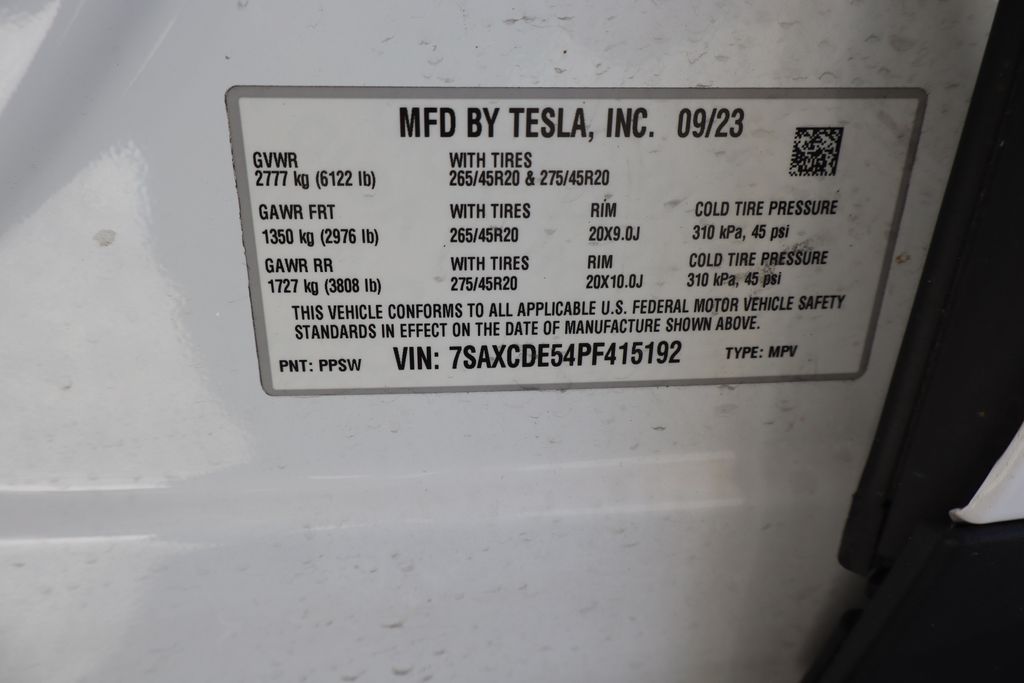 MFD BY TESLA, INC. 09/23
GVWR WITH TIRES
2777 kg (6122 lb) 265/45R20 & 275/45R20
GAWR FRT WITH TIRES RIM COLD TIRE PRESSURE
1350 kg (2976 lb) 265/45R20 20X9.0J 310 kPa, 45 psi
GAWR RR WITH TIRES RIM COLD TIRE PRESSURE
1727 kg (3808 lb) 275/45R20 20X10.0J 310 kPa, 45 psi
THIS VEHICLE CONFORMS TO ALL APPLICABLE U.S. FEDERAL MOTOR VEHICLE SAFETY
STANDARDS IN EFFECT ON THE DATE OF MANUFACTURE SHOWN ABOVE.
PNT: PPSW VIN: 7SAXCDE54PF415192 TYPE: MPV